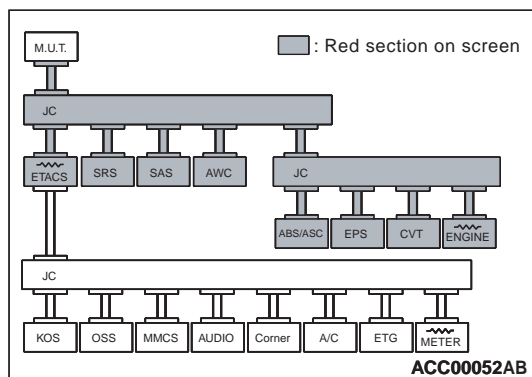 M.U.T.
: Red section on screen
JC
ETACS SRS SAS AWC JC
ABS/ASC EPS CVT ENGINE
JC
KOS OSS MMCS AUDIO Corner A/C ETG METER
ACC00052AB